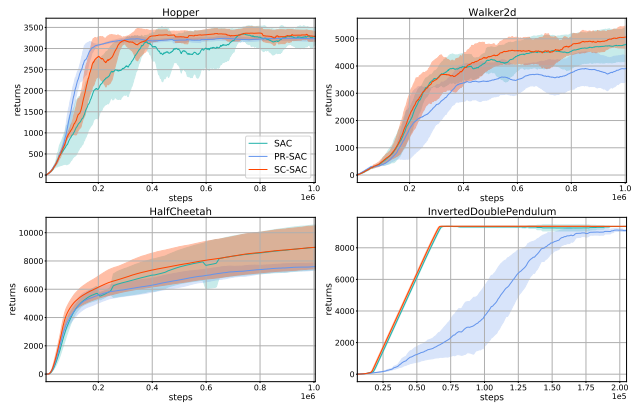 Hopper
3500
3000
2500
2000
1500
1000
500
0
returns
0.2 0.4 0.6 0.8 1.0
steps 1e6
SAC
PR-SAC
SC-SAC
Walker2d
5000
4000
3000
2000
1000
0
returns
0.2 0.4 0.6 0.8 1.0
steps 1e6
HalfCheetah
10000
8000
6000
4000
2000
0
returns
0.2 0.4 0.6 0.8 1.0
steps 1e6
InvertedDoublePendulum
8000
6000
4000
2000
0
returns
0.25 0.50 0.75 1.00 1.25 1.50 1.75 2.00
steps 1e5